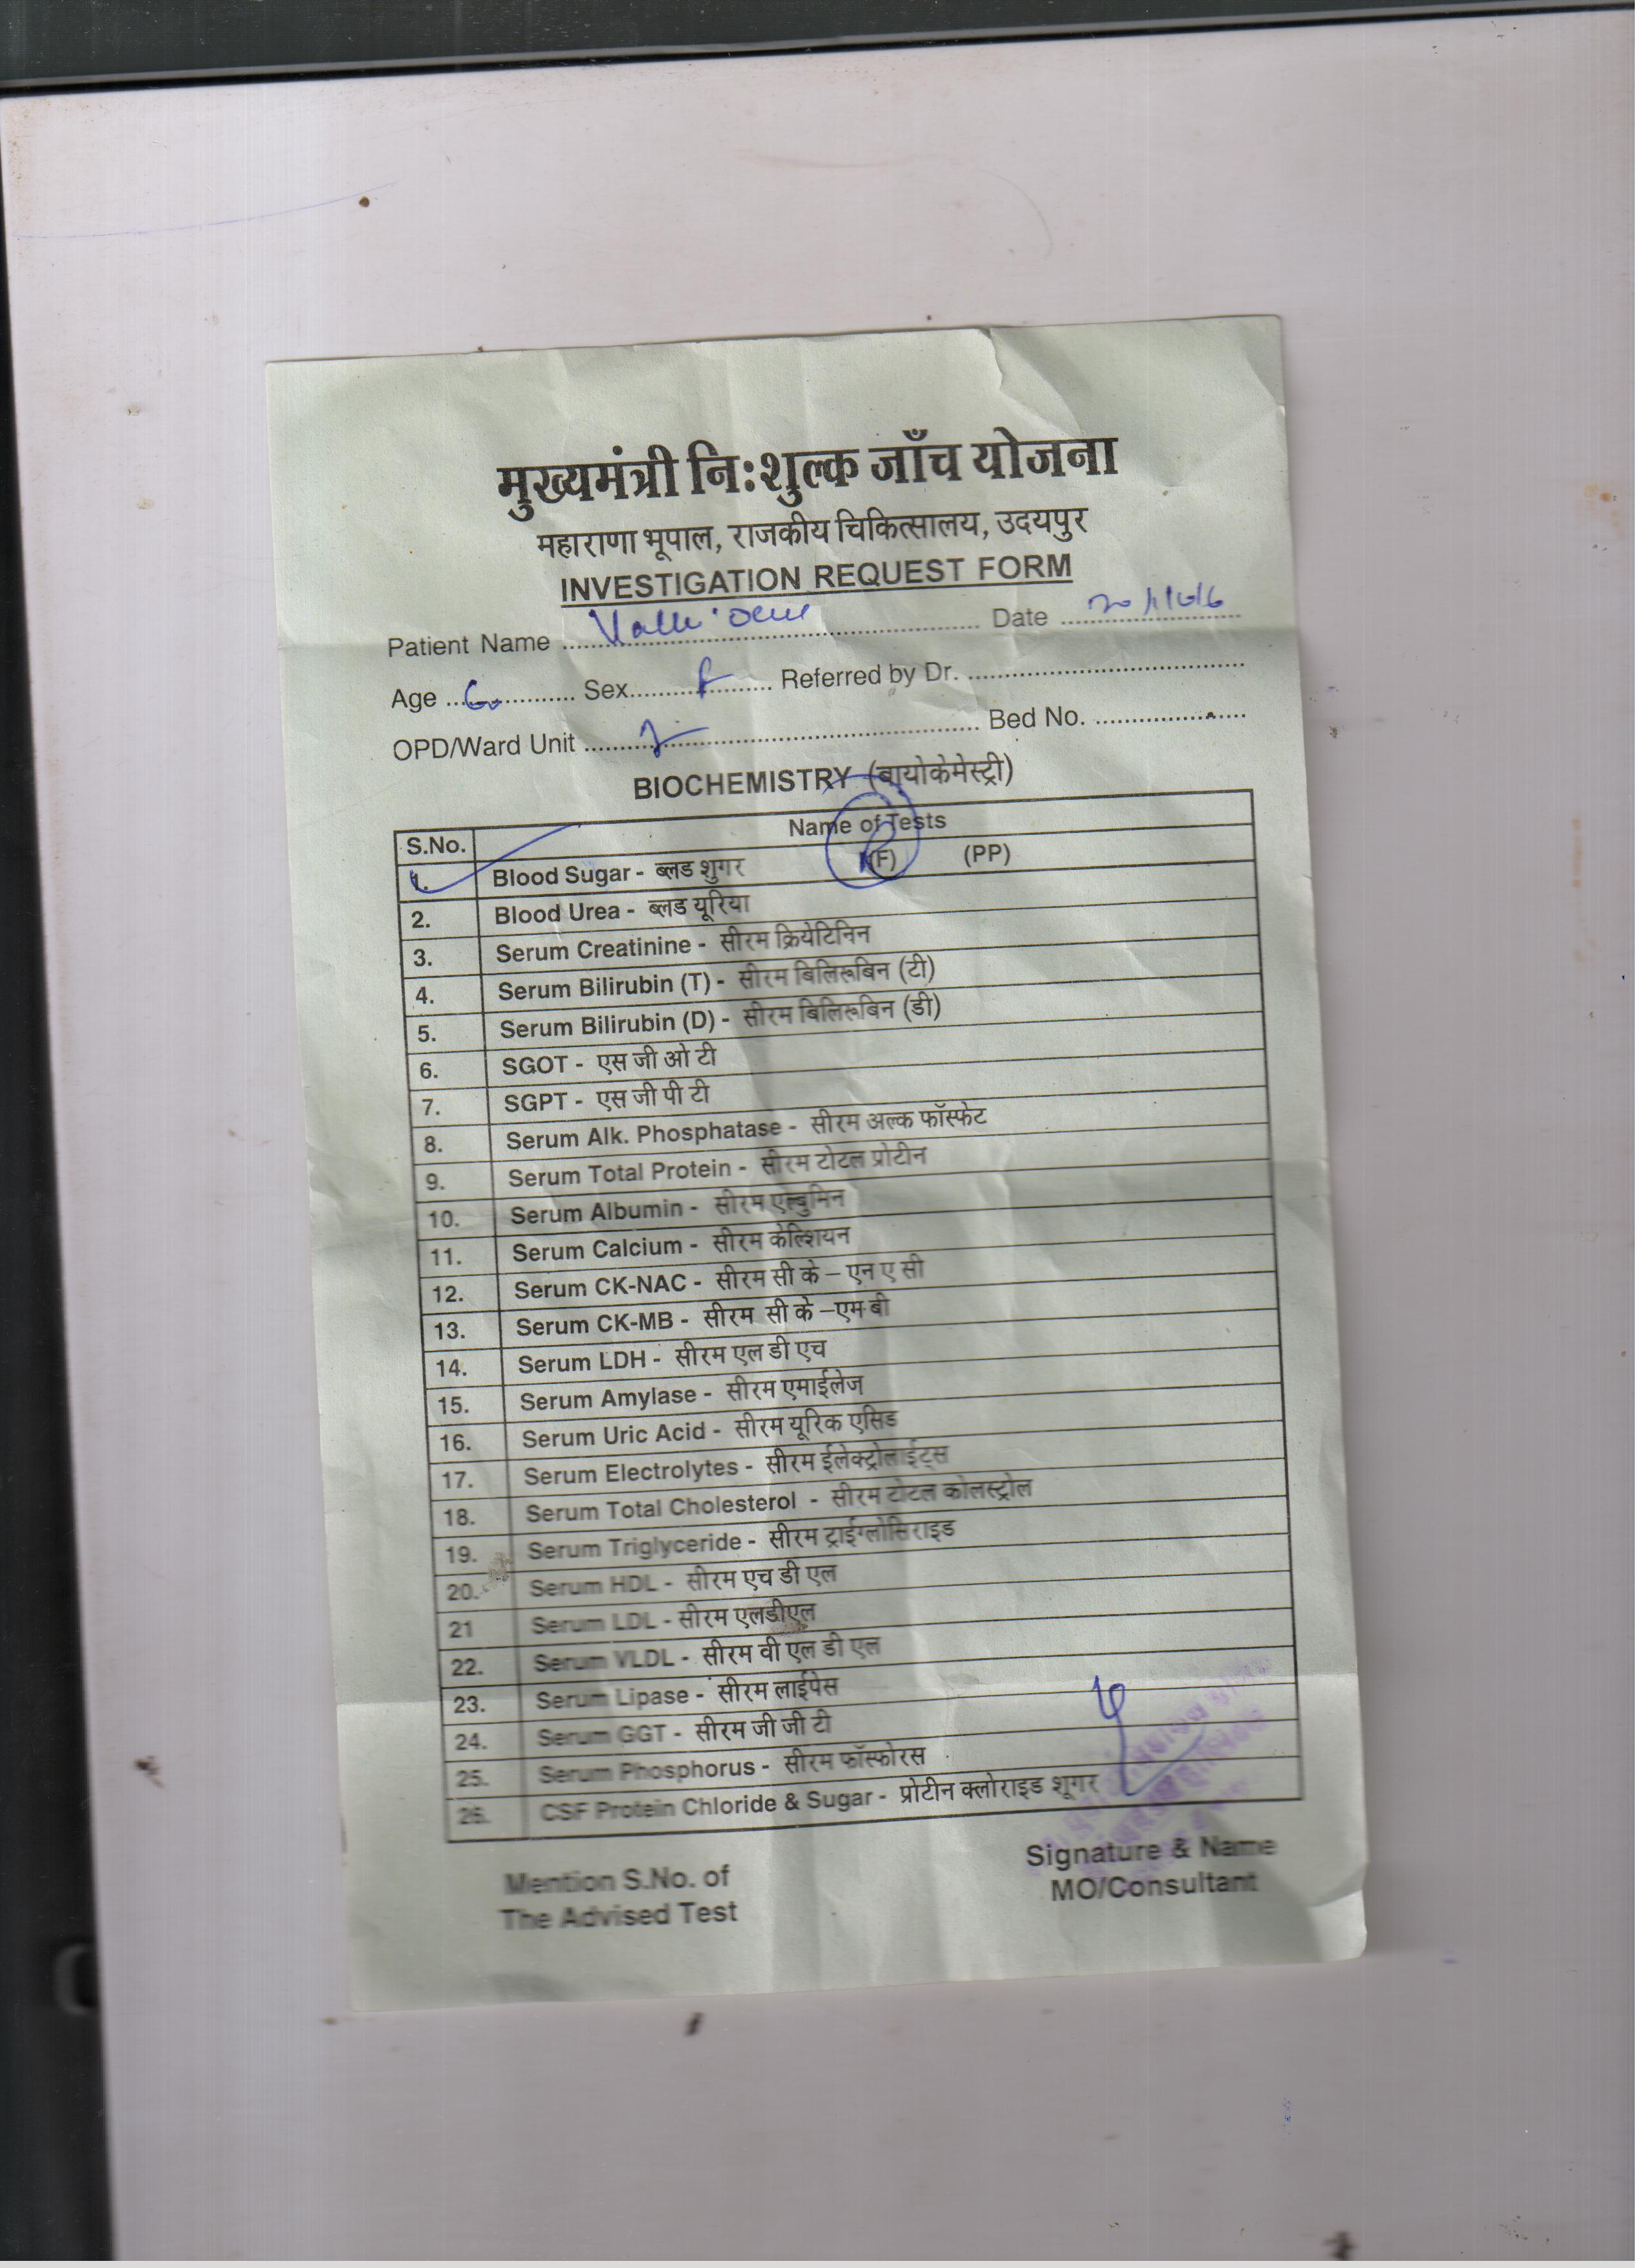 मुख्यमंत्री नि:शुल्क जाँच योजना
महाराणा भूपाल, राजकीय चिकित्सालय, उदयपुर
INVESTIGATION REQUEST FORM
Patient Name ........................ Date ........................
Age ............ Sex............ F ............ Referred by Dr. ........................
OPD/Ward Unit ........................ Bed No. ........................
BIOCHEMISTRY (बायोकेमेस्ट्री)
S.No. Name of Tests
1. Blood Sugar - ब्लड शुगर (F) (PP)
2. Blood Urea - ब्लड यूरिया
3. Serum Creatinine - सीरम क्रियेटिनिन
4. Serum Bilirubin (T) - सीरम बिलिरूबिन (टी)
5. Serum Bilirubin (D) - सीरम बिलिरूबिन (डी)
6. SGOT - एस जी ओ टी
7. SGPT - एस जी पी टी
8. Serum Alk. Phosphatase - सीरम अल्क फॉस्फेट
9. Serum Total Protein - सीरम टोटल प्रोटीन
10. Serum Albumin - सीरम एल्बुमिन
11. Serum Calcium - सीरम केल्शियन
12. Serum CK-NAC - सीरम सी के – एन ए सी
13. Serum CK-MB - सीरम सी के –एम बी
14. Serum LDH - सीरम एल डी एच
15. Serum Amylase - सीरम एमाईलेज
16. Serum Uric Acid - सीरम यूरिक एसिड
17. Serum Electrolytes - सीरम ईलेक्ट्रोलाईट्स
18. Serum Total Cholesterol - सीरम टोटल कोलस्ट्रोल
19. Serum Triglyceride - सीरम ट्राईग्लोसिराइड
20. Serum HDL - सीरम एच डी एल
21 Serum LDL - सीरम एलडीएल
22. Serum VLDL - सीरम वी एल डी एल
23. Serum Lipase - सीरम लाईपेस
24. Serum GGT - सीरम जी जी टी
25. Serum Phosphorus - सीरम फॉस्फोरस
26. CSF Protein Chloride & Sugar - प्रोटीन क्लोराइड शूगर
Mention S.No. of
The Advised Test
Signature & Name
MO/Consultant